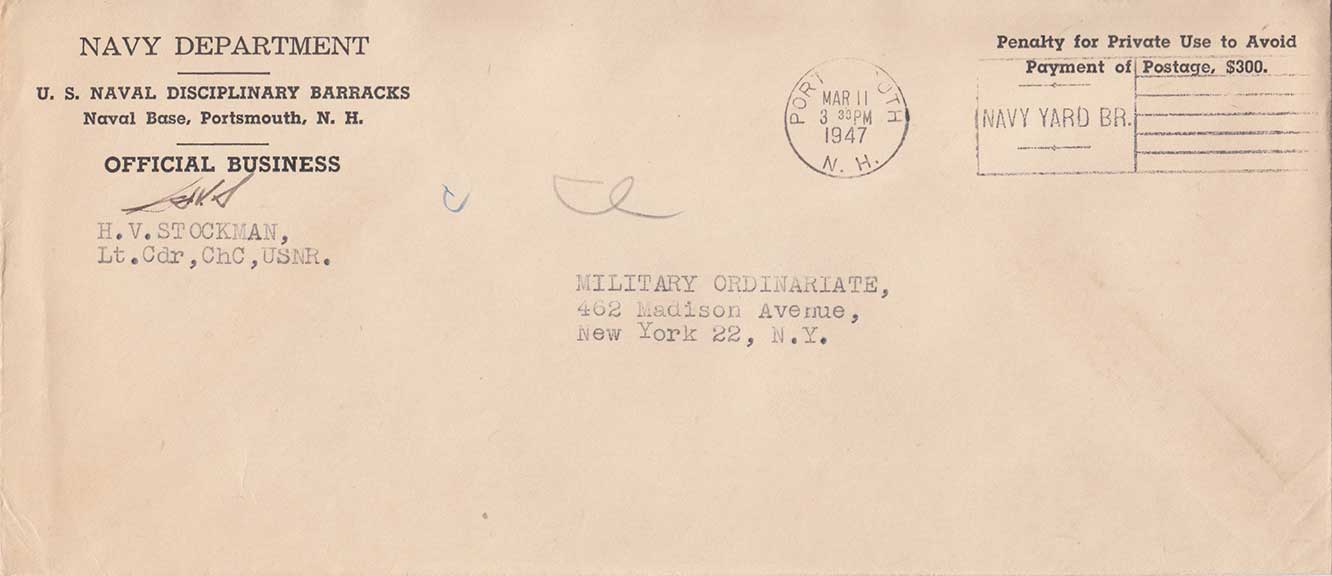 NAVY DEPARTMENT
U. S. NAVAL DISCIPLINARY BARRACKS
Naval Base, Portsmouth, N. H.
OFFICIAL BUSINESS
H.V.STOCKMAN,
Lt.Cdr,ChC,USNR.
MAR 11
3 30 PM
1947
N. H.
Penalty for Private Use to Avoid
Payment of Postage, $300.
NAVY YARD BR.
MILITARY ORDINARIATE,
462 Madison Avenue,
New York 22, N.Y.